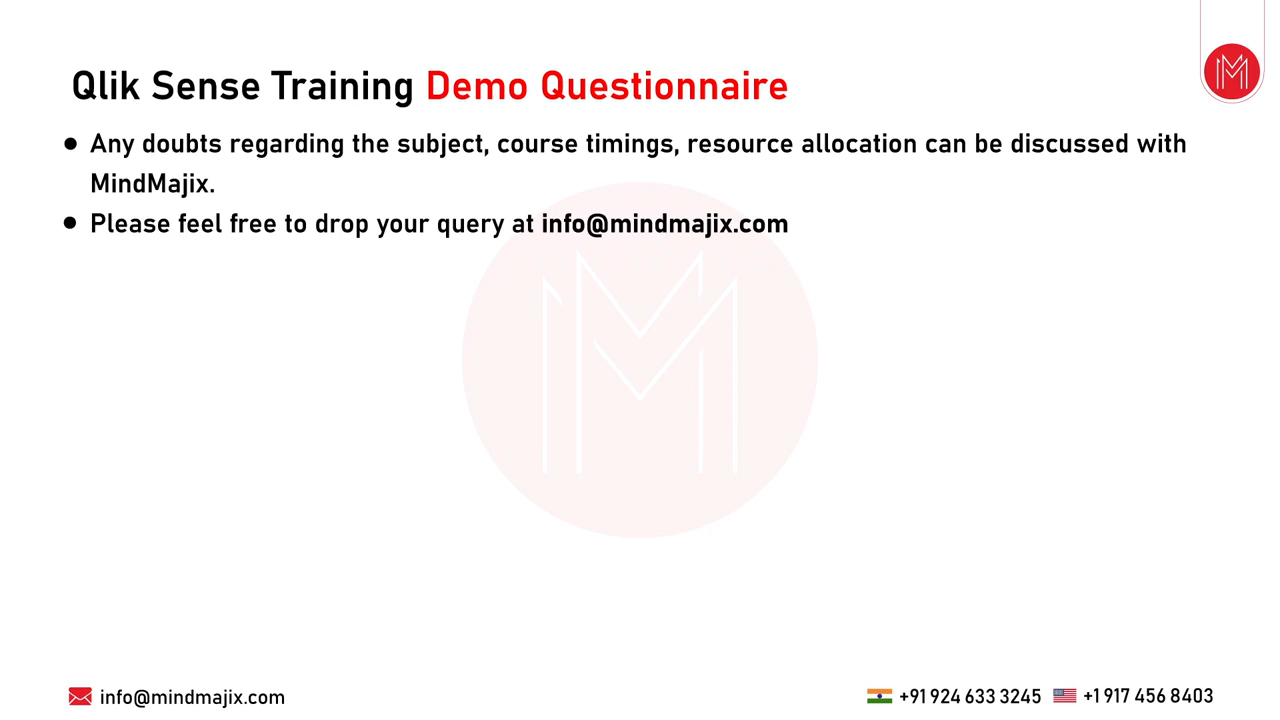 Qlik Sense Training Demo Questionnaire
● Any doubts regarding the subject, course timings, resource allocation can be discussed with
MindMajix.
● Please feel free to drop your query at info@mindmajix.com
info@mindmajix.com
+91 924 633 3245 +1 917 456 8403